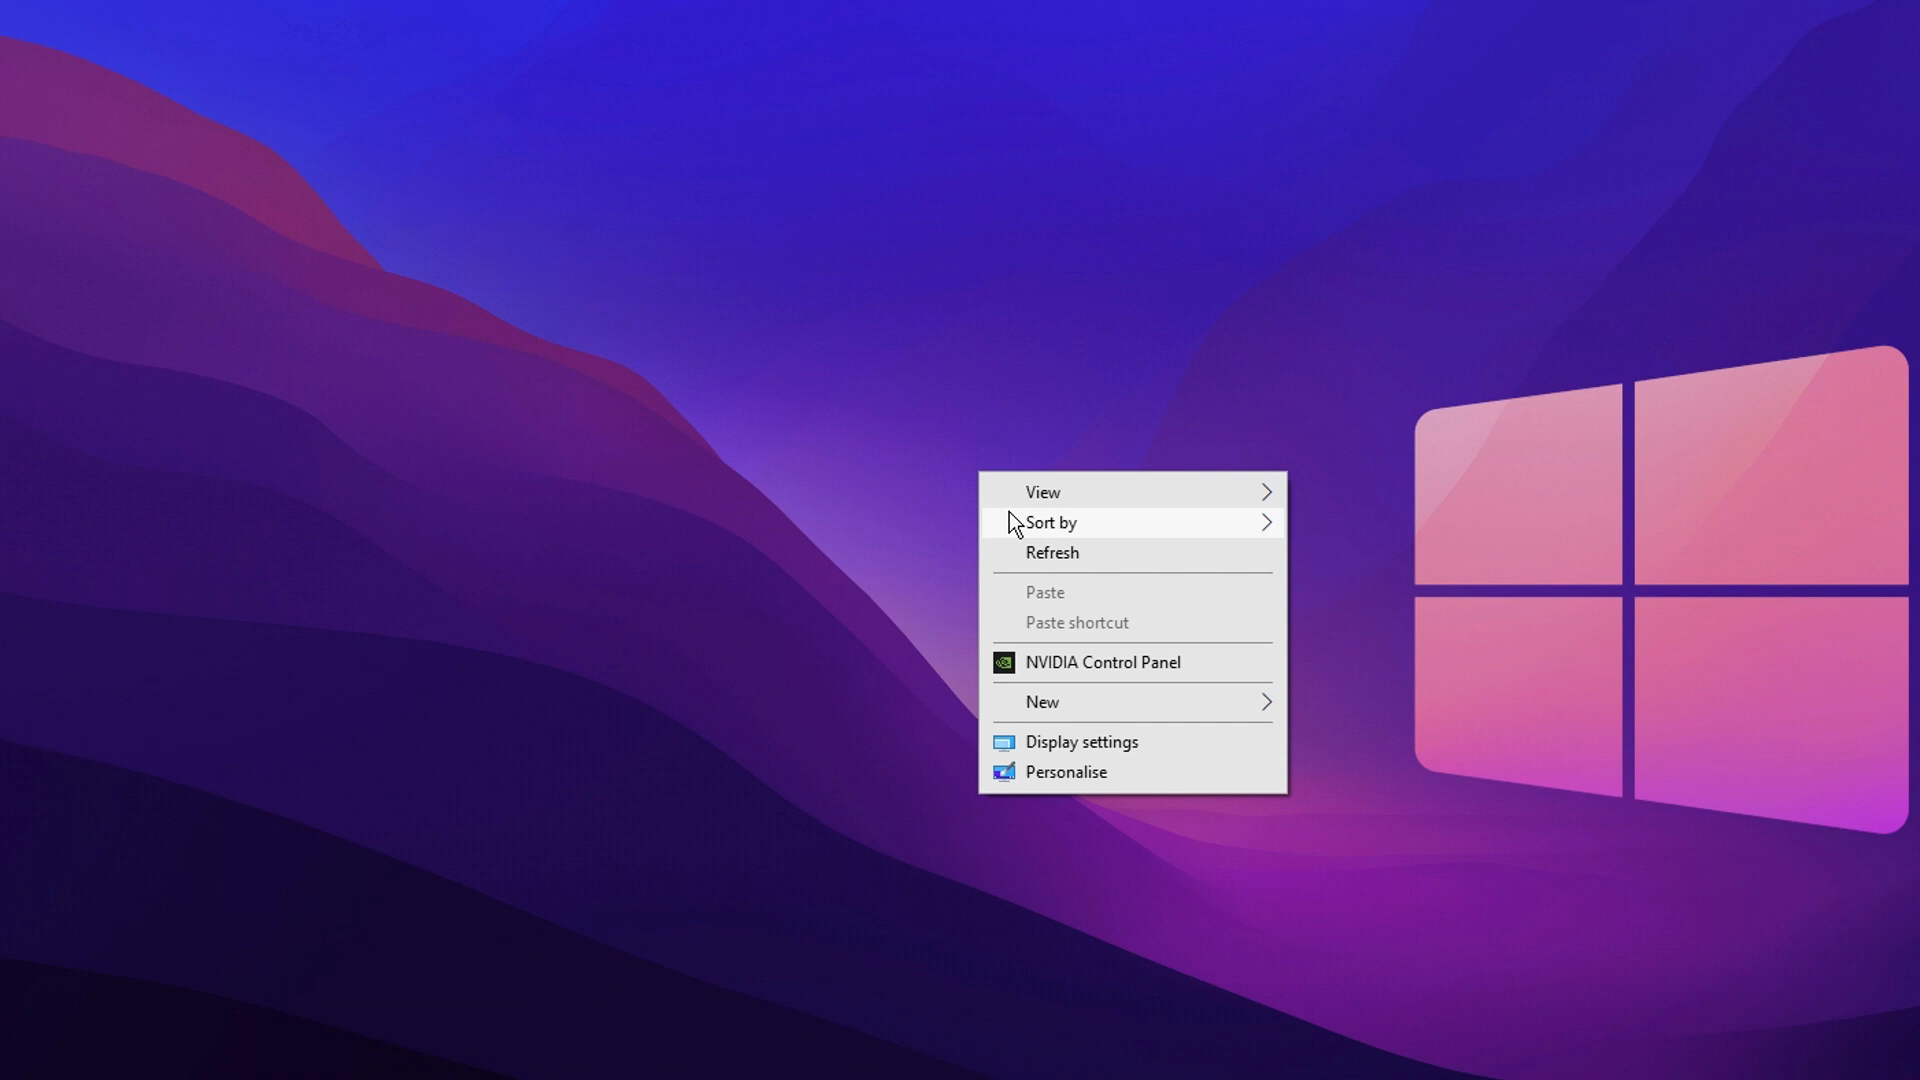 View
Sort by
Refresh
Paste
Paste shortcut
NVIDIA Control Panel
New
Display settings
Personalise